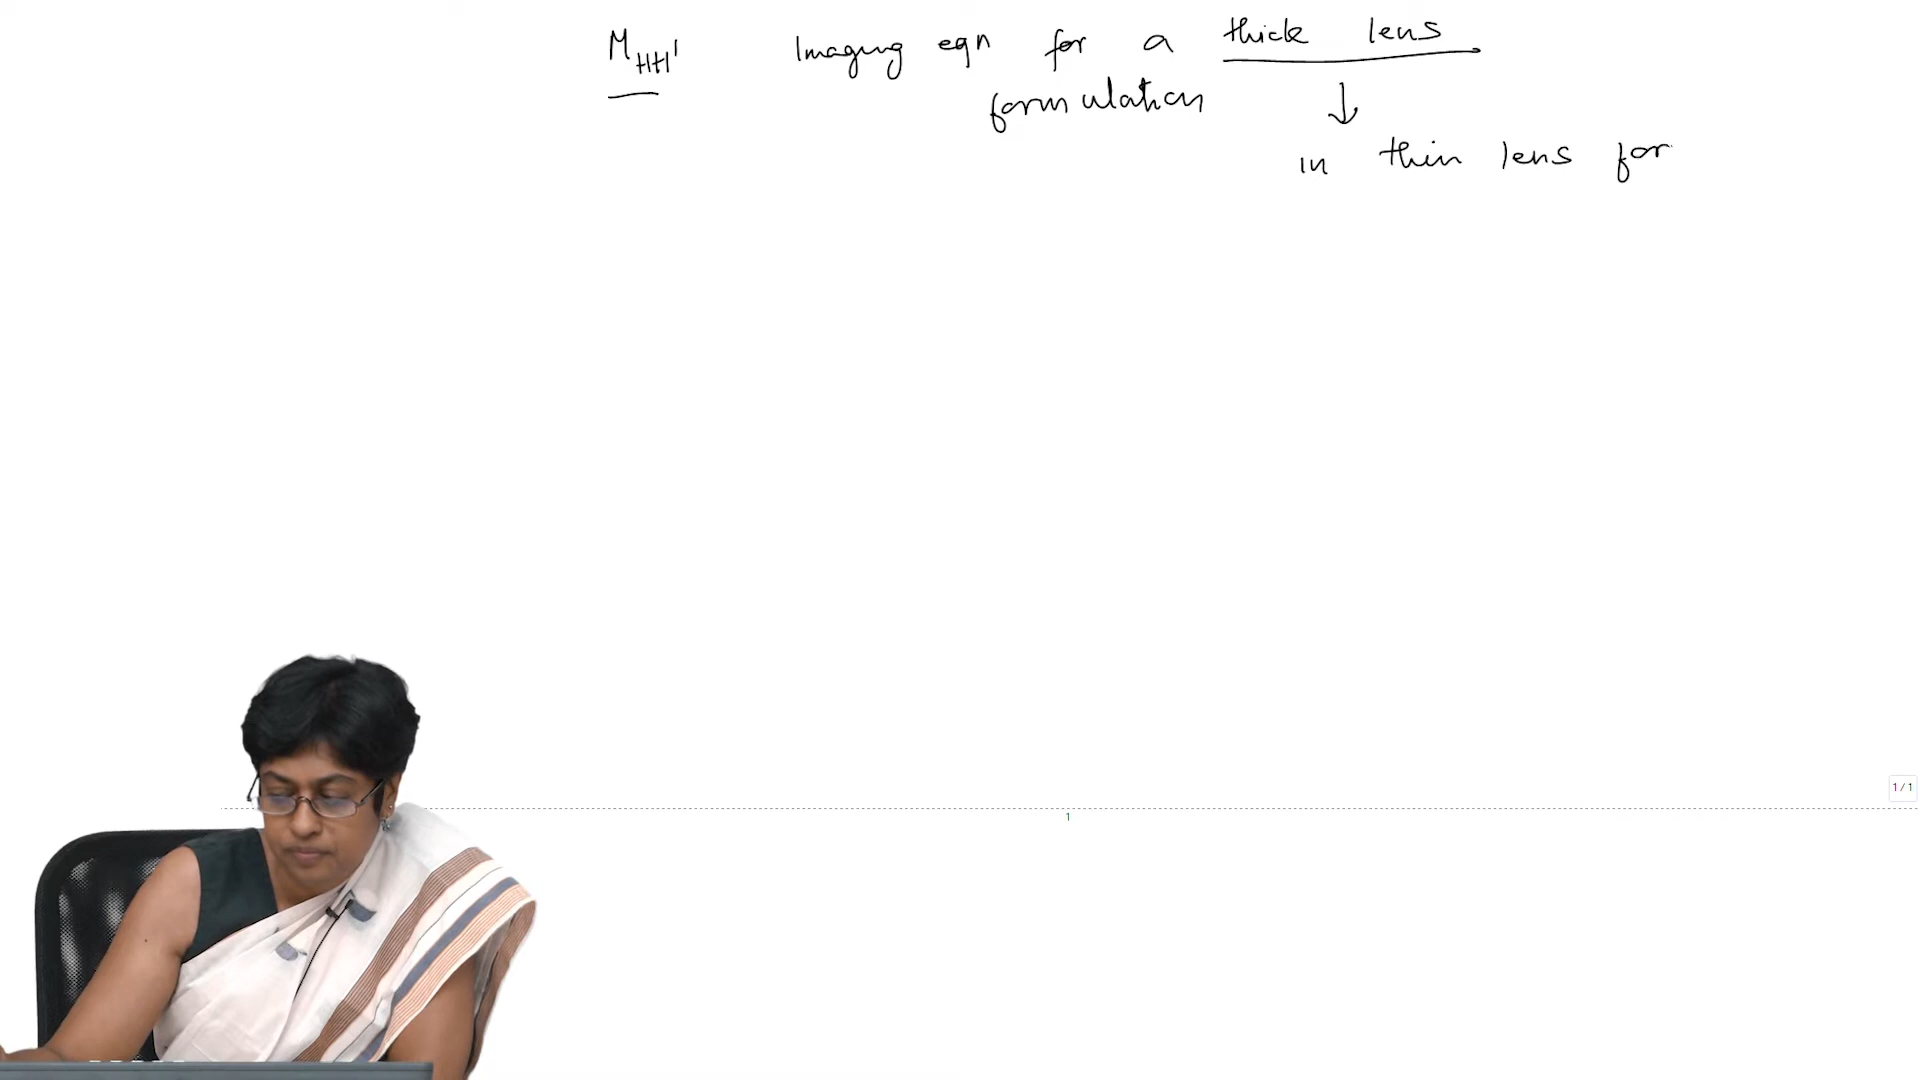 M_HH' Imaging eqn for a thick lens
formulation ↓
in thin lens for
1/1
1